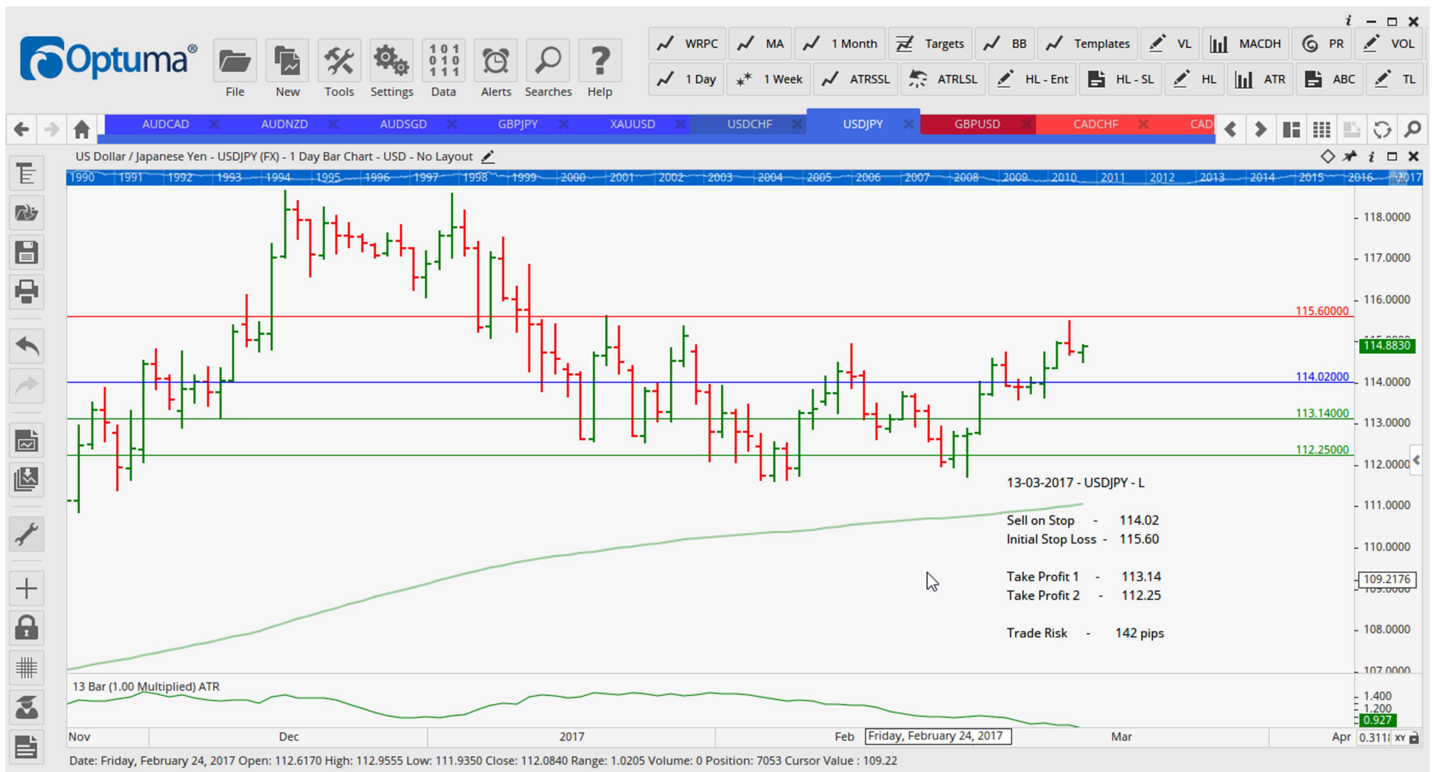 Optuma®
File
New
Tools
Settings
101
010
111
Data
Alerts
Searches
?
Help
WRPC
MA
1 Month
Targets
BB
Templates
VL
MACDH
PR
VOL
1 Day
1 Week
ATRSSL
ATRLSL
HL - Ent
HL - SL
HL
ATR
ABC
TL
AUDCAD
AUDNZD
AUDSGD
GBPJPY
XAUUSD
USDCHF
USDJPY
GBPUSD
CADCHF
CAD
US Dollar / Japanese Yen - USDJPY (FX) - 1 Day Bar Chart - USD - No Layout
1990 1991 1992 1993 1994 1995 1996 1997 1998 1999 2000 2001 2002 2003 2004 2005 2006 2007 2008 2009 2010 2011 2012 2013 2014 2015 2016 2017
118.0000
117.0000
116.0000
115.60000
114.8830
114.02000
114.0000
113.14000
113.0000
112.25000
112.0000
13-03-2017 - USDJPY - L
111.0000
Sell on Stop - 114.02
Initial Stop Loss - 115.60
110.0000
Take Profit 1 - 113.14
109.2176
Take Profit 2 - 112.25
109.0000
Trade Risk - 142 pips
108.0000
107.0000
13 Bar (1.00 Multiplied) ATR
1.400
1.200
0.927
Nov Dec 2017 Feb Friday, February 24, 2017 Mar Apr
XY
Date: Friday, February 24, 2017 Open: 112.6170 High: 112.9555 Low: 111.9350 Close: 112.0840 Range: 1.0205 Volume: 0 Position: 7053 Cursor Value : 109.22